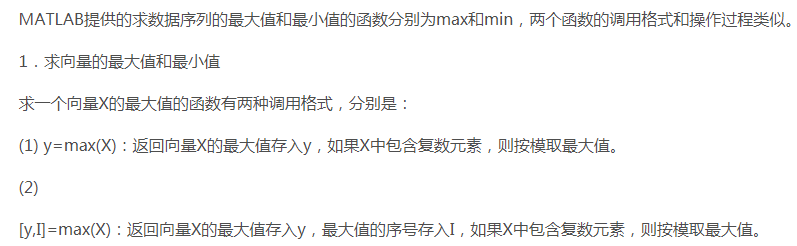 MATLAB提供的求数据序列的最大值和最小值的函数分别为max和min，两个函数的调用格式和操作过程类似。
1．求向量的最大值和最小值
求一个向量X的最大值的函数有两种调用格式，分别是：
(1) y=max(X)：返回向量X的最大值存入y，如果X中包含复数元素，则按模取最大值。
(2)
[y,I]=max(X)：返回向量X的最大值存入y，最大值的序号存入I，如果X中包含复数元素，则按模取最大值。